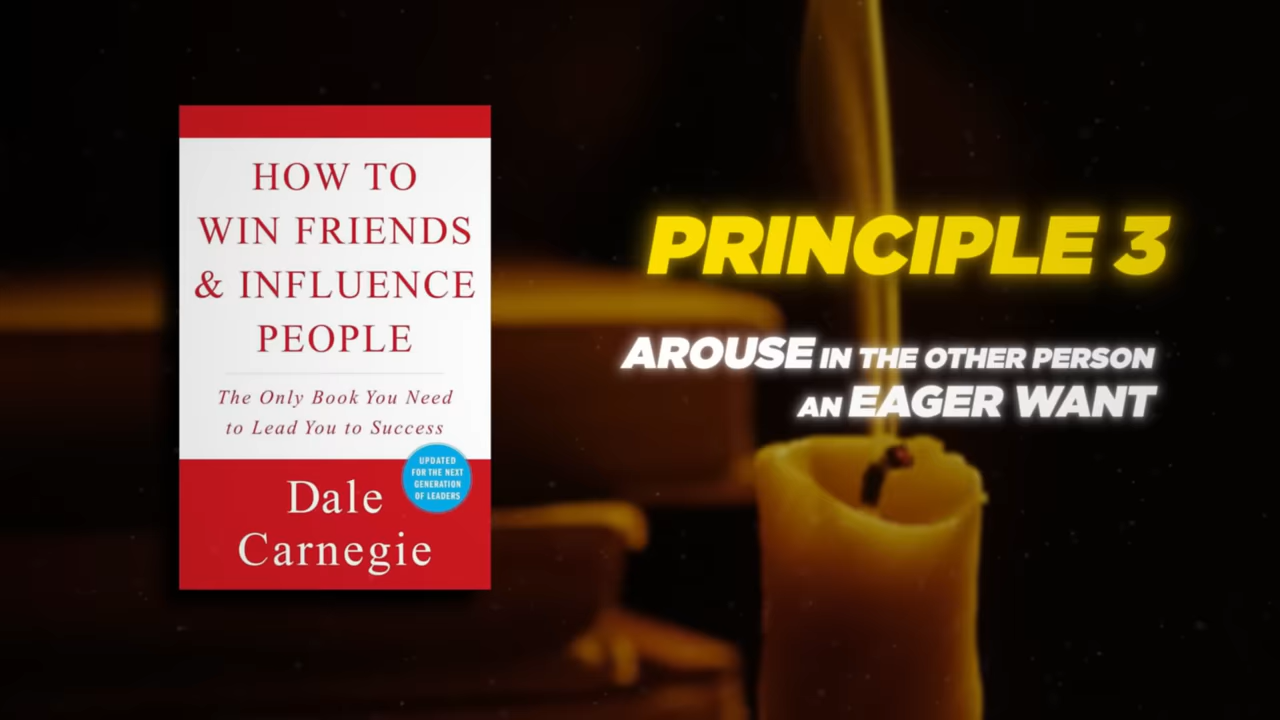 HOW TO
WIN FRIENDS
& INFLUENCE
PEOPLE
The Only Book You Need
to Lead You to Success
UPDATED
FOR THE NEXT
GENERATION
OF LEADERS
Dale
Carnegie
PRINCIPLE 3
AROUSE IN THE OTHER PERSON
AN EAGER WANT